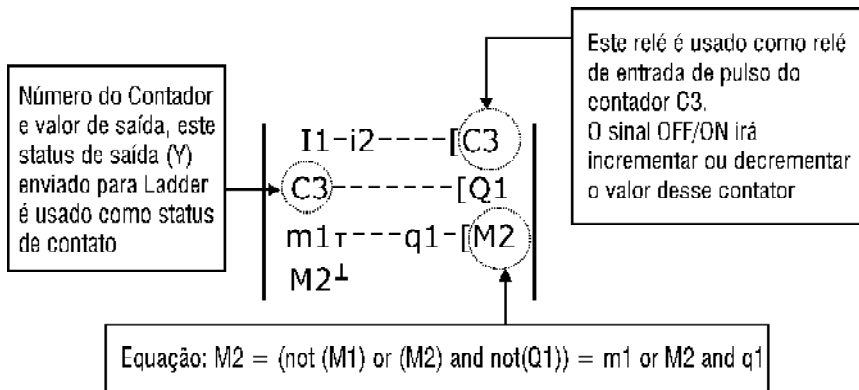 Número do Contador
e valor de saída, este
status de saída (Y)
enviado para Ladder
é usado como status
de contato
I1-i2----[C3
C3-------[Q1
m1┬---q1-[M2
M2┴
Este relé é usado como relé
de entrada de pulso do
contador C3.
O sinal OFF/ON irá
incrementar ou decrementar
o valor desse contator
Equação: M2 = (not (M1) or (M2) and not(Q1)) = m1 or M2 and q1